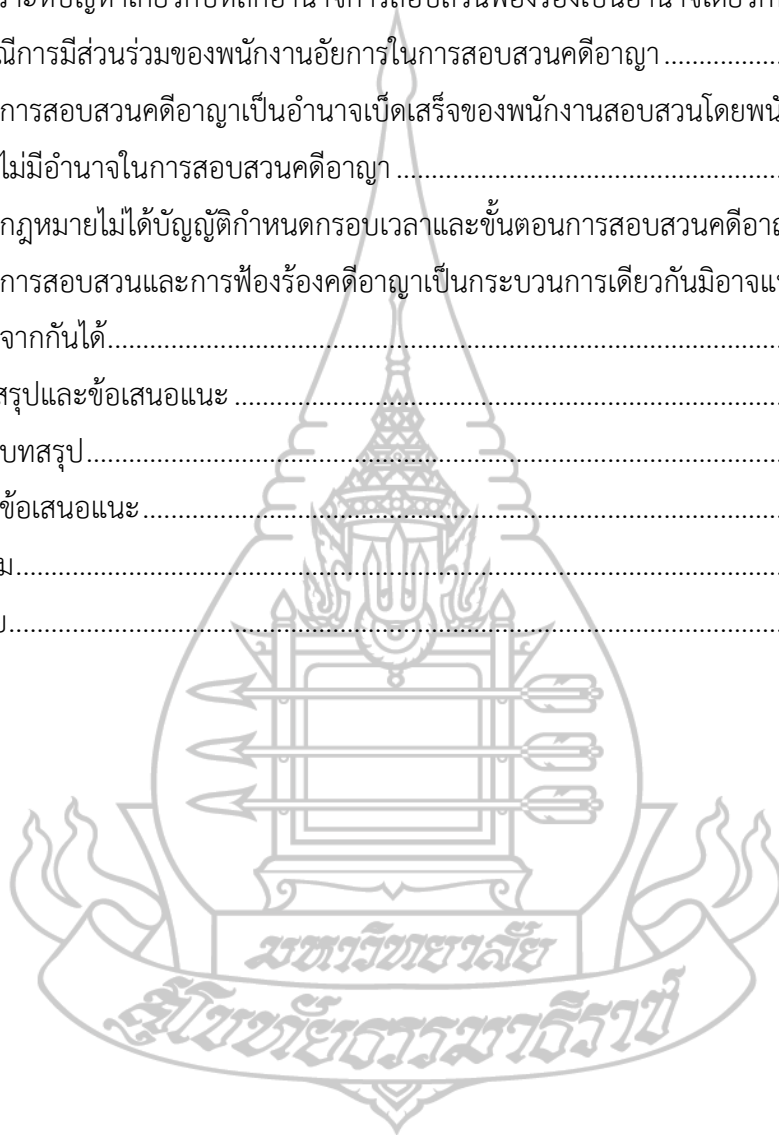 ณีการมีส่วนร่วมของพนักงานอัยการในการสอบสวนคดีอาญา
การสอบสวนคดีอาญาเป็นอำนาจเบ็ดเสร็จของพนักงานสอบสวนโดยพนั
ไม่มีอำนาจในการสอบสวนคดีอาญา
กฎหมายไม่ได้บัญญัติกำหนดกรอบเวลาและขั้นตอนการสอบสวนคดีอาญ
การสอบสวนและการฟ้องร้องคดีอาญาเป็นกระบวนการเดียวกันมิอาจแบ
จากกันได้
สรุปและข้อเสนอแนะ
บทสรุป
ข้อเสนอแนะ
ม
มหาวิทยาลัย
สุโขทัยธรรมาธิราช